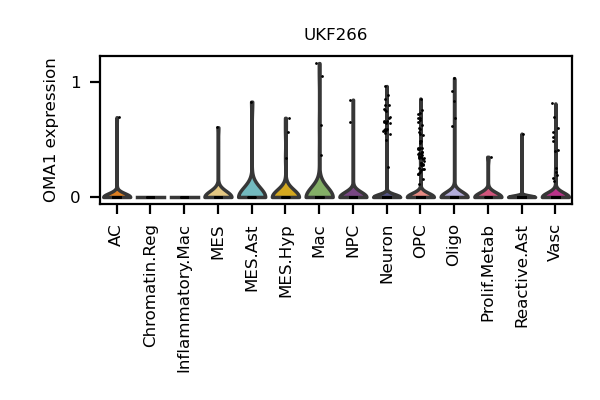 UKF266
OMA1 expression
1
0
AC
Chromatin.Reg
Inflammatory.Mac
MES
MES.Ast
MES.Hyp
Mac
NPC
Neuron
OPC
Oligo
Prolif.Metab
Reactive.Ast
Vasc